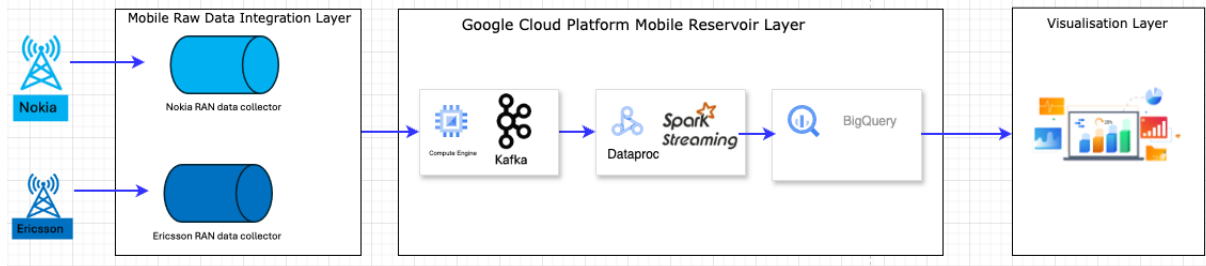 Mobile Raw Data Integration Layer
Google Cloud Platform Mobile Reservoir Layer
Visualisation Layer
Nokia
Nokia RAN data collector
Ericsson
Ericsson RAN data collector
Compute Engine
Kafka
Dataproc
Spark
Streaming
BigQuery